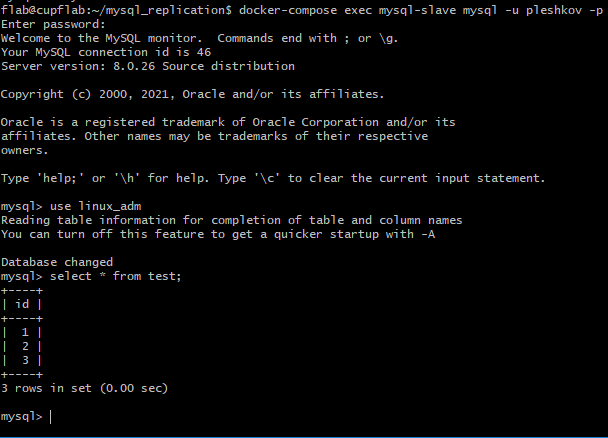 flab@cupflab:~/mysql_replication$ docker-compose exec mysql-slave mysql -u pleshkov -p
Enter password:
Welcome to the MySQL monitor.  Commands end with ; or \g.
Your MySQL connection id is 46
Server version: 8.0.26 Source distribution

Copyright (c) 2000, 2021, Oracle and/or its affiliates.

Oracle is a registered trademark of Oracle Corporation and/or its
affiliates. Other names may be trademarks of their respective
owners.

Type 'help;' or '\h' for help. Type '\c' to clear the current input statement.

mysql> use linux_adm
Reading table information for completion of table and column names
You can turn off this feature to get a quicker startup with -A

Database changed
mysql> select * from test;
+----+
| id |
+----+
|  1 |
|  2 |
|  3 |
+----+
3 rows in set (0.00 sec)

mysql>